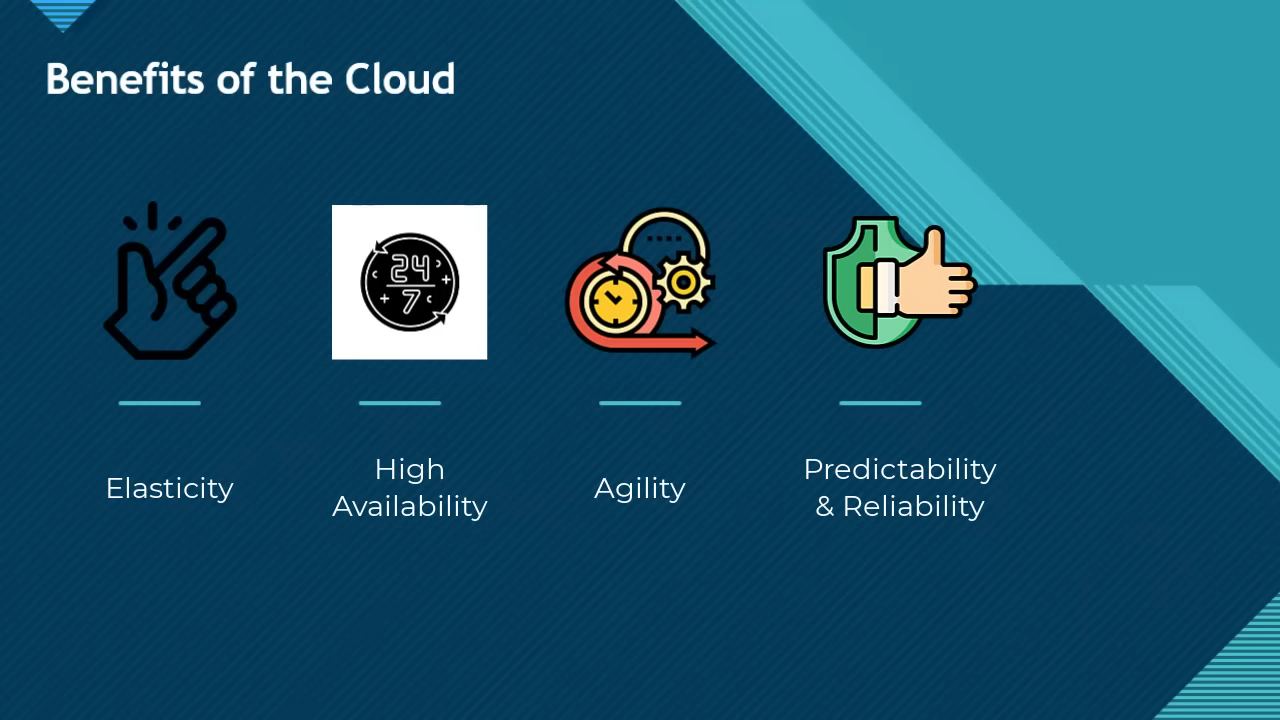 Benefits of the Cloud
24
7
Elasticity
High
Availability
Agility
Predictability
& Reliability